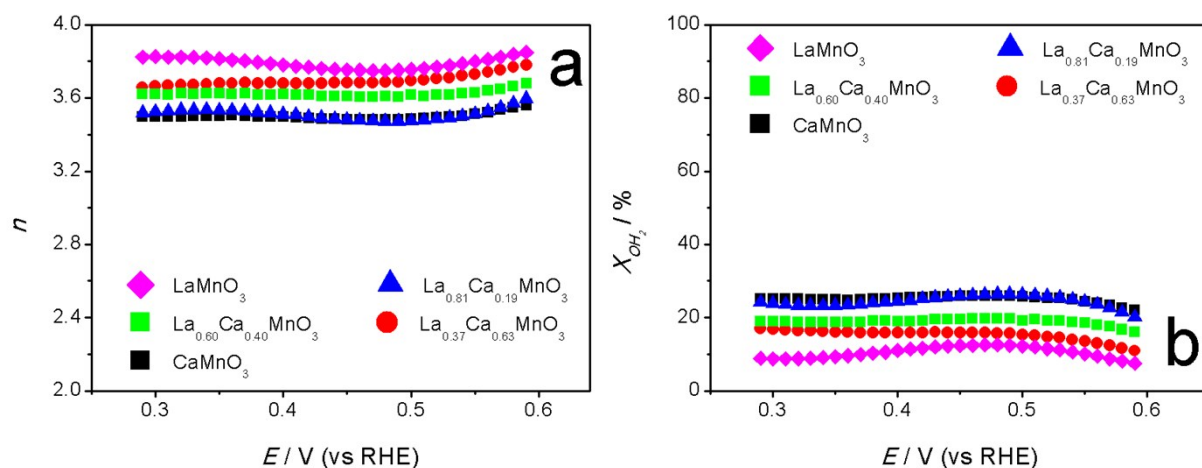 4.0
3.6
3.2
2.8
2.4
2.0
n
a
LaMnO₃
La₀.₈₁Ca₀.₁₉MnO₃
La₀.₆₀Ca₀.₄₀MnO₃
La₀.₃₇Ca₀.₆₃MnO₃
CaMnO₃
0.3 0.4 0.5 0.6
E / V (vs RHE)
100
80
60
40
20
0
X_OH₂ / %
LaMnO₃
La₀.₈₁Ca₀.₁₉MnO₃
La₀.₆₀Ca₀.₄₀MnO₃
La₀.₃₇Ca₀.₆₃MnO₃
CaMnO₃
b
0.3 0.4 0.5 0.6
E / V (vs RHE)